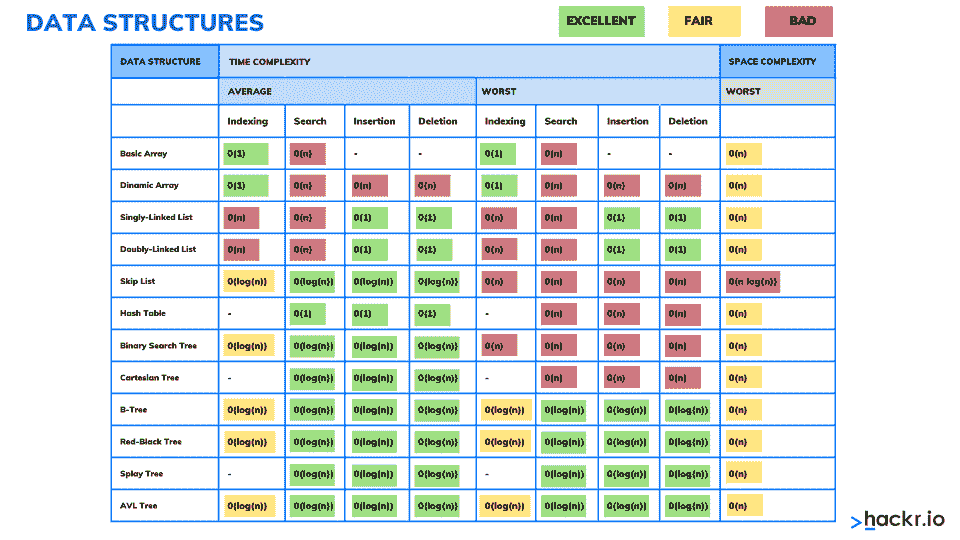 DATA STRUCTURES EXCELLENT FAIR BAD
DATA STRUCTURE TIME COMPLEXITY SPACE COMPLEXITY
AVERAGE WORST WORST
Indexing Search Insertion Deletion Indexing Search Insertion Deletion
Basic Array O(1) O(n) - - O(1) O(n) - - O(n)
Dinamic Array O(1) O(n) O(n) O(n) O(1) O(n) O(n) O(n) O(n)
Singly-Linked List O(n) O(n) O(1) O(1) O(n) O(n) O(1) O(1) O(n)
Doubly-Linked List O(n) O(n) O(1) O(1) O(n) O(n) O(1) O(1) O(n)
Skip List O(log(n)) O(log(n)) O(log(n)) O(log(n)) O(n) O(n) O(n) O(n) O(n log(n))
Hash Table - O(1) O(1) O(1) - O(n) O(n) O(n) O(n)
Binary Search Tree O(log(n)) O(log(n)) O(log(n)) O(log(n)) O(n) O(n) O(n) O(n) O(n)
Cartesian Tree - O(log(n)) O(log(n)) O(log(n)) - O(n) O(n) O(n) O(n)
B-Tree O(log(n)) O(log(n)) O(log(n)) O(log(n)) O(log(n)) O(log(n)) O(log(n)) O(log(n)) O(n)
Red-Black Tree O(log(n)) O(log(n)) O(log(n)) O(log(n)) O(log(n)) O(log(n)) O(log(n)) O(log(n)) O(n)
Splay Tree - O(log(n)) O(log(n)) O(log(n)) - O(log(n)) O(log(n)) O(log(n)) O(n)
AVL Tree O(log(n)) O(log(n)) O(log(n)) O(log(n)) O(log(n)) O(log(n)) O(log(n)) O(log(n)) O(n)
>hackr.io